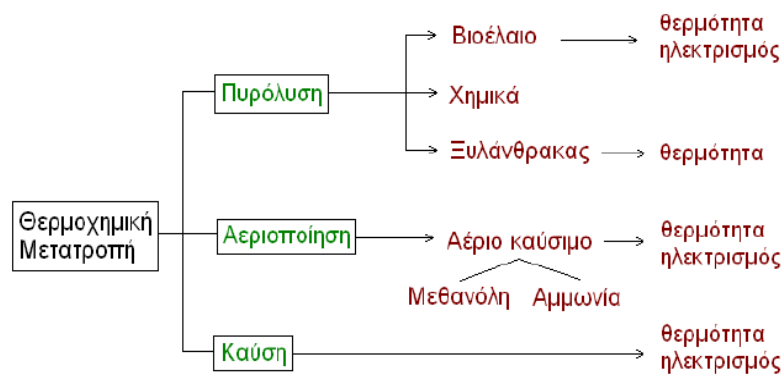 Θερμοχημική
Μετατροπή
Πυρόλυση
Βιοέλαιο
θερμότητα
ηλεκτρισμός
Χημικά
Ξυλάνθρακας
θερμότητα
Αεριοποίηση
Αέριο καύσιμο
θερμότητα
ηλεκτρισμός
Μεθανόλη
Αμμωνία
Καύση
θερμότητα
ηλεκτρισμός